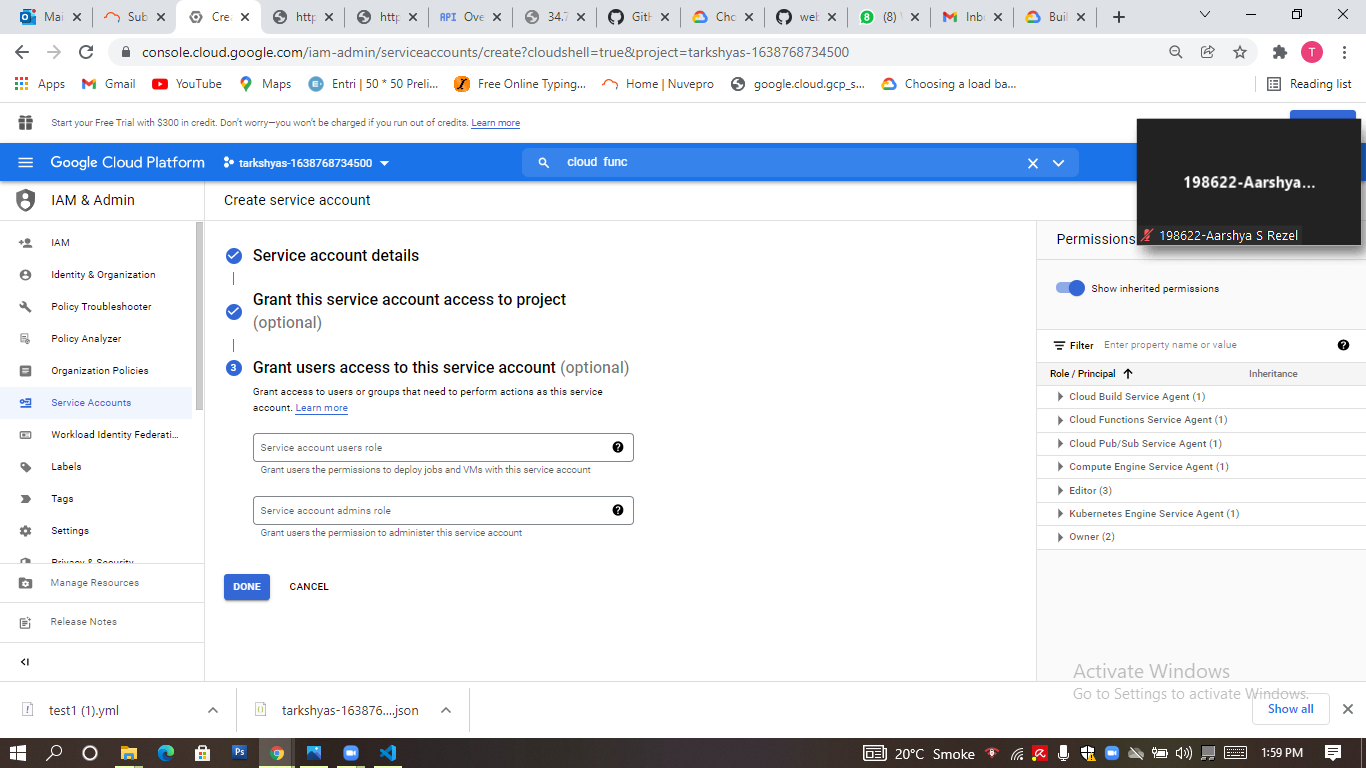 Mai
Sub
Crea
http
http
API Ove
34.7
Gith
Cho
web
8 (8)
Inb
Buil
console.cloud.google.com/iam-admin/serviceaccounts/create?cloudshell=true&project=tarkshyas-1638768734500
T
Apps
Gmail
YouTube
Maps
Entri | 50 * 50 Preli...
Free Online Typing...
Home | Nuvepro
google.cloud.gcp_s...
Choosing a load ba...
Reading list
Start your Free Trial with $300 in credit. Don't worry—you won't be charged if you run out of credits. Learn more
Google Cloud Platform
tarkshyas-1638768734500
cloud func
198622-Aarshya...
198622-Aarshya S Rezel
IAM & Admin
IAM
Identity & Organization
Policy Troubleshooter
Policy Analyzer
Organization Policies
Service Accounts
Workload Identity Federati...
Labels
Tags
Settings
Privacy & Security
Manage Resources
Release Notes
Create service account
Service account details
Grant this service account access to project
(optional)
3 Grant users access to this service account (optional)
Grant access to users or groups that need to perform actions as this service
account. Learn more
Service account users role
Grant users the permissions to deploy jobs and VMs with this service account
Service account admins role
Grant users the permission to administer this service account
DONE
CANCEL
Permissions
Show inherited permissions
Filter Enter property name or value
Role / Principal
Inheritance
Cloud Build Service Agent (1)
Cloud Functions Service Agent (1)
Cloud Pub/Sub Service Agent (1)
Compute Engine Service Agent (1)
Editor (3)
Kubernetes Engine Service Agent (1)
Owner (2)
Activate Windows
Go to Settings to activate Windows.
test1 (1).yml
tarkshyas-163876....json
Show all
Ps
20°C Smoke
1:59 PM